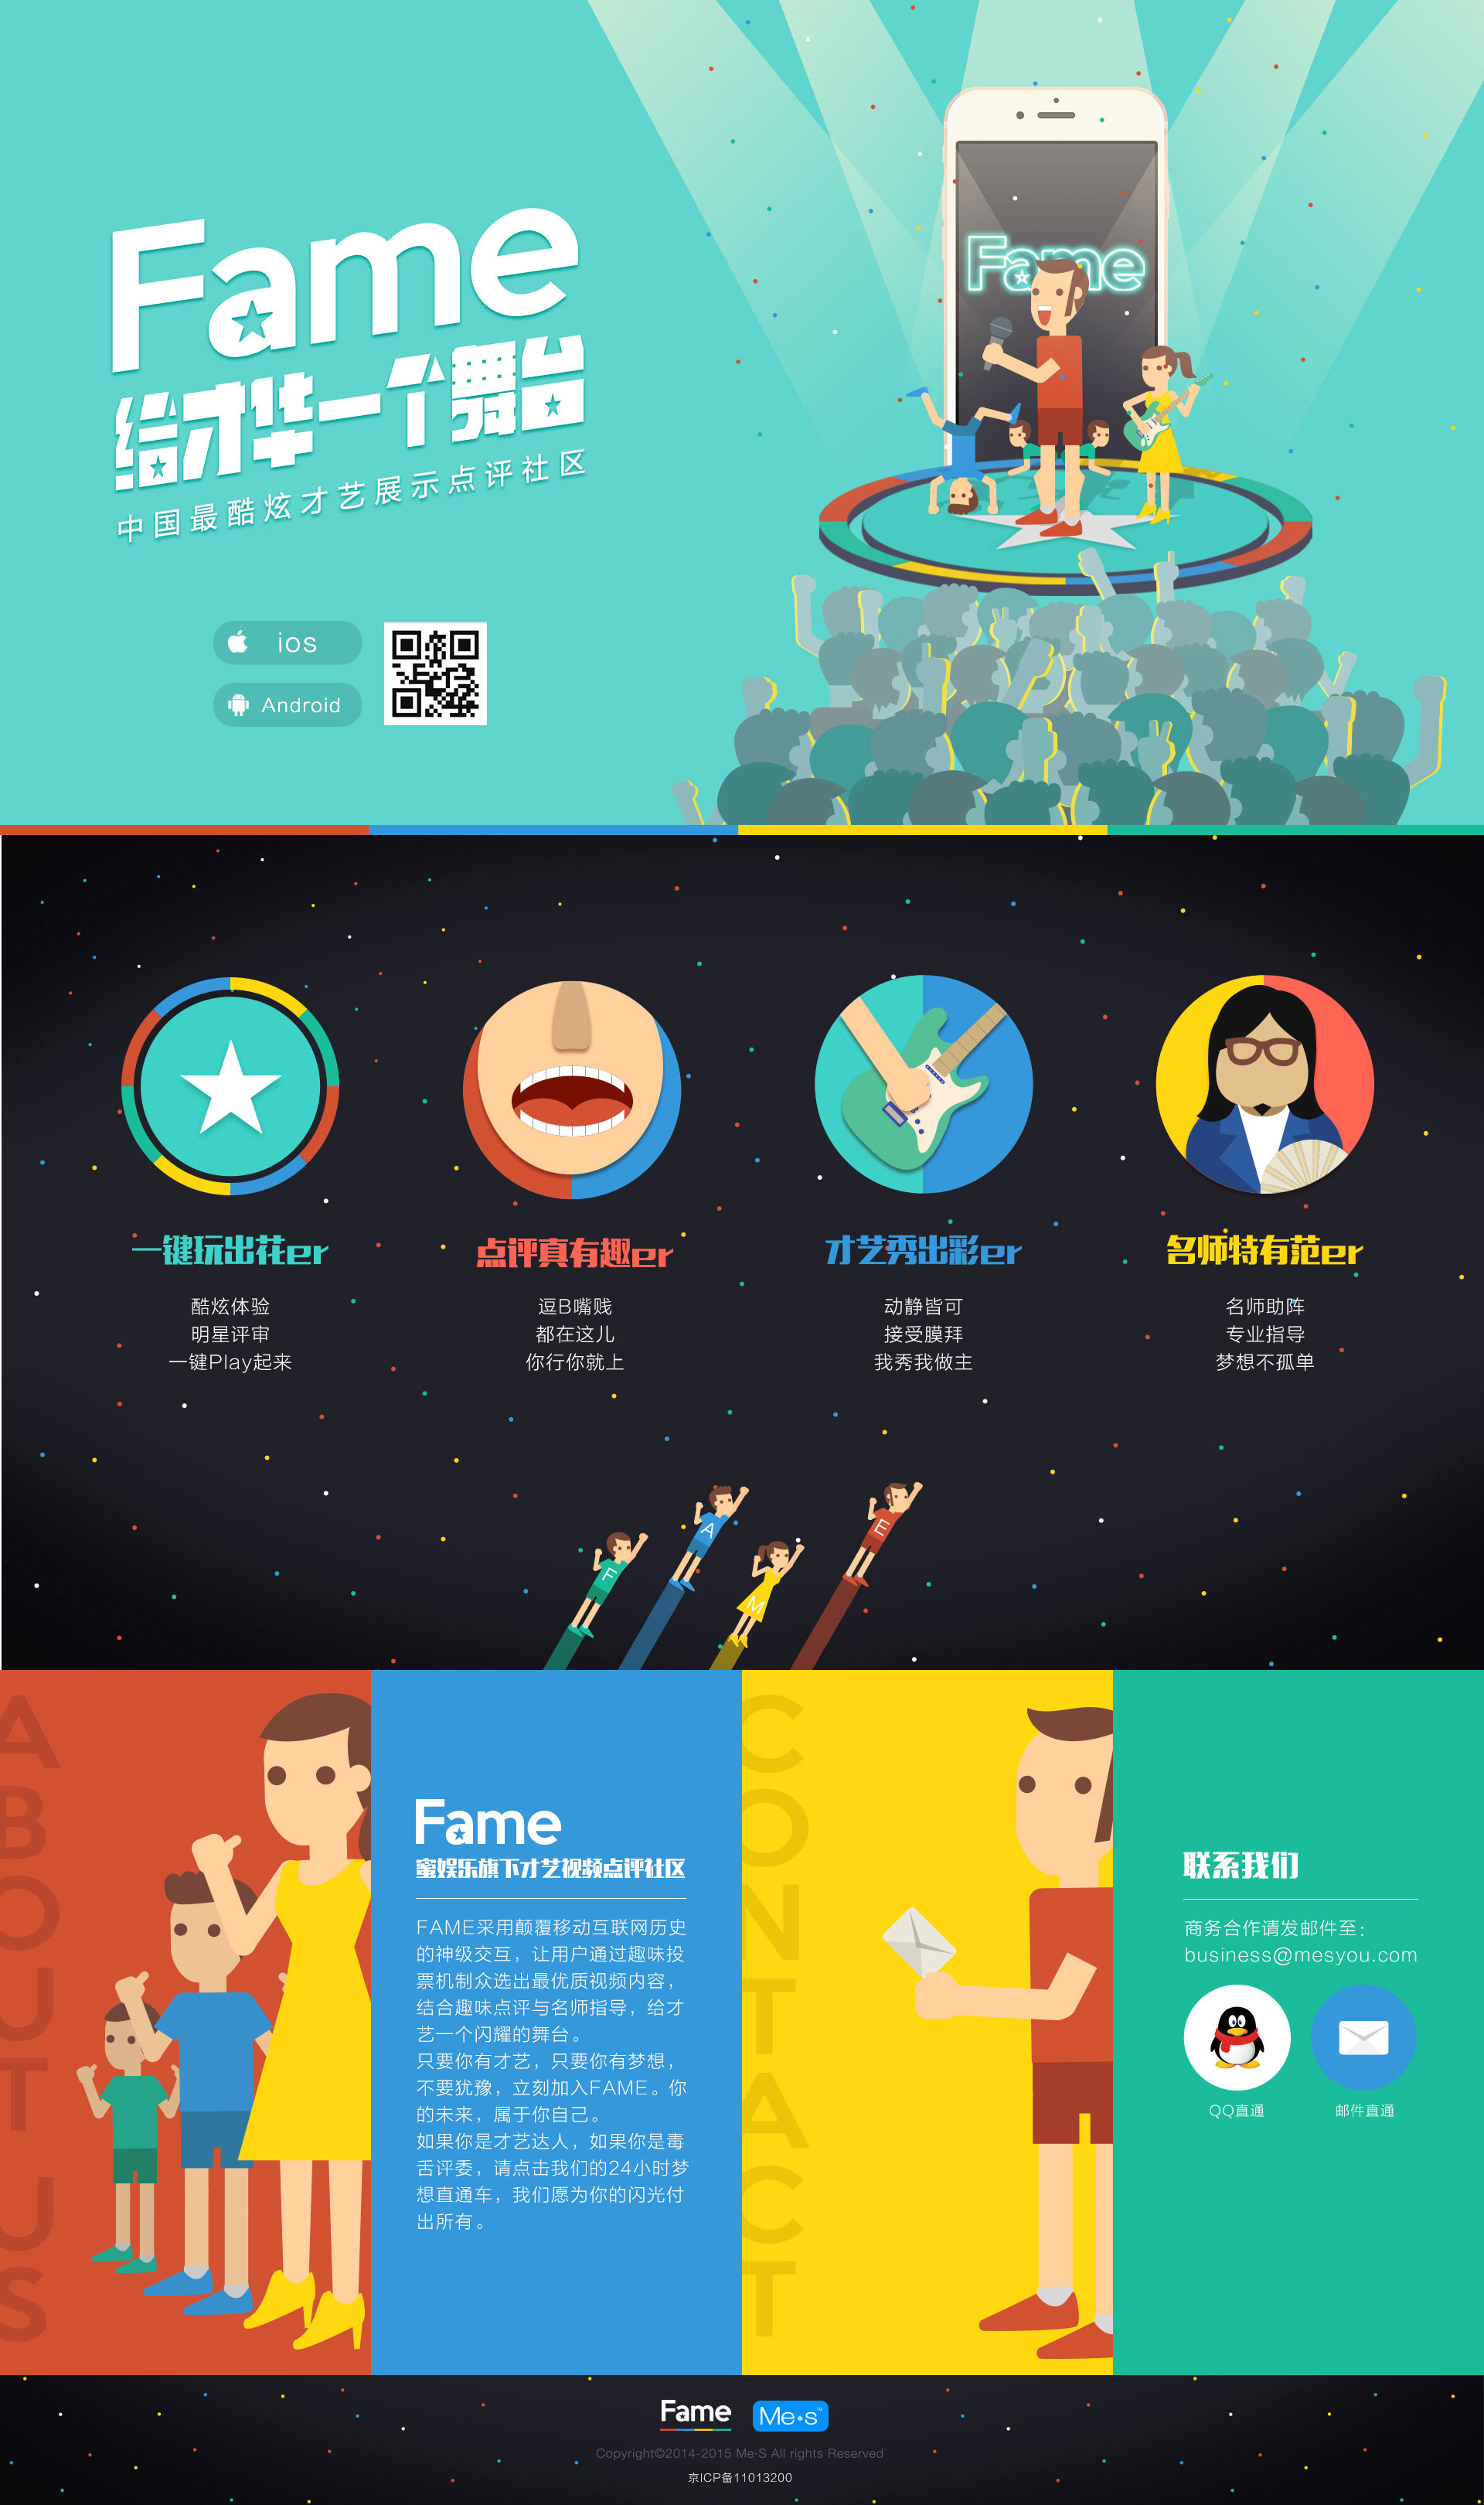 Fame
给才华一个舞台
中国最酷炫才艺展示点评社区
ios
Android
Fame
一键玩出花er
酷炫体验
明星评审
一键Play起来
点评真有趣er
逗B嘴贱
都在这儿
你行你就上
才艺秀出彩er
动静皆可
接受膜拜
我秀我做主
名师特有范er
名师助阵
专业指导
梦想不孤单
F
A
M
E
ABOUT US
Fame
蜜娱乐旗下才艺视频点评社区
FAME采用颠覆移动互联网历史
的神级交互，让用户通过趣味投
票机制众选出最优质视频内容，
结合趣味点评与名师指导，给才
艺一个闪耀的舞台。
只要你有才艺，只要你有梦想，
不要犹豫，立刻加入FAME。你
的未来，属于你自己。
如果你是才艺达人，如果你是毒
舌评委，请点击我们的24小时梦
想直通车，我们愿为你的闪光付
出所有。
CONTACT
联系我们
商务合作请发邮件至：
business@mesyou.com
QQ直通
邮件直通
Fame
Me·s™
Copyright©2014-2015 Me·S All rights Reserved
京ICP备11013200